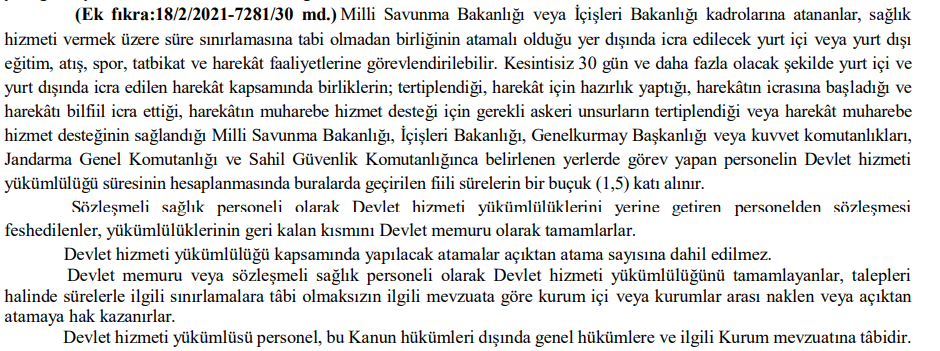 (Ek fıkra:18/2/2021-7281/30 md.) Milli Savunma Bakanlığı veya İçişleri Bakanlığı kadrolarına atananlar, sağlık
hizmeti vermek üzere süre sınırlamasına tabi olmadan birliğinin atamalı olduğu yer dışında icra edilecek yurt içi veya yurt dışı
eğitim, atış, spor, tatbikat ve harekât faaliyetlerine görevlendirilebilir. Kesintisiz 30 gün ve daha fazla olacak şekilde yurt içi ve
yurt dışında icra edilen harekât kapsamında birliklerin; tertiplendiği, harekât için hazırlık yaptığı, harekâtın icrasına başladığı ve
harekâtı bilfiil icra ettiği, harekâtın muharebe hizmet desteği için gerekli askeri unsurların tertiplendiği veya harekât muharebe
hizmet desteğinin sağlandığı Milli Savunma Bakanlığı, İçişleri Bakanlığı, Genelkurmay Başkanlığı veya kuvvet komutanlıkları,
Jandarma Genel Komutanlığı ve Sahil Güvenlik Komutanlığınca belirlenen yerlerde görev yapan personelin Devlet hizmeti
yükümlülüğü süresinin hesaplanmasında buralarda geçirilen fiili sürelerin bir buçuk (1,5) katı alınır.
Sözleşmeli sağlık personeli olarak Devlet hizmeti yükümlülüklerini yerine getiren personelden sözleşmesi
feshedilenler, yükümlülüklerinin geri kalan kısmını Devlet memuru olarak tamamlarlar.
Devlet hizmeti yükümlülüğü kapsamında yapılacak atamalar açıktan atama sayısına dahil edilmez.
Devlet memuru veya sözleşmeli sağlık personeli olarak Devlet hizmeti yükümlülüğünü tamamlayanlar, talepleri
halinde sürelerle ilgili sınırlamalara tâbi olmaksızın ilgili mevzuata göre kurum içi veya kurumlar arası naklen veya açıktan
atamaya hak kazanırlar.
Devlet hizmeti yükümlüsü personel, bu Kanun hükümleri dışında genel hükümlere ve ilgili Kurum mevzuatına tâbidir.